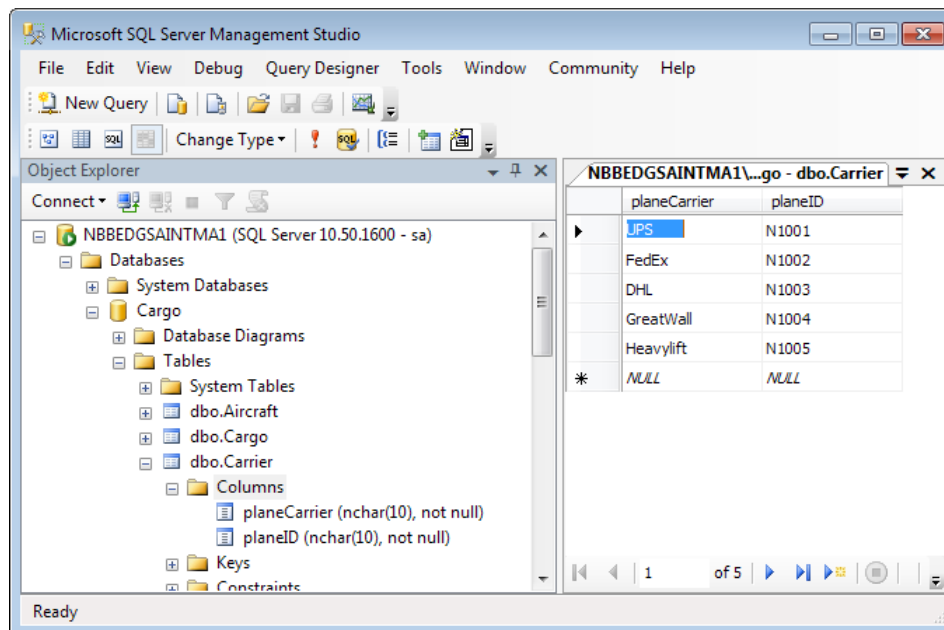 Microsoft SQL Server Management Studio
File Edit View Debug Query Designer Tools Window Community Help
New Query
SQL Change Type SQL
Object Explorer
Connect
NBBEDGSAINTMA1 (SQL Server 10.50.1600 - sa)
Databases
System Databases
Cargo
Database Diagrams
Tables
System Tables
dbo.Aircraft
dbo.Cargo
dbo.Carrier
Columns
planeCarrier (nchar(10), not null)
planeID (nchar(10), not null)
Keys
Constraints
NBBEDGSAINTMA1\...go - dbo.Carrier
planeCarrier planeID
UPS N1001
FedEx N1002
DHL N1003
GreatWall N1004
Heavylift N1005
NULL NULL
1 of 5
Ready